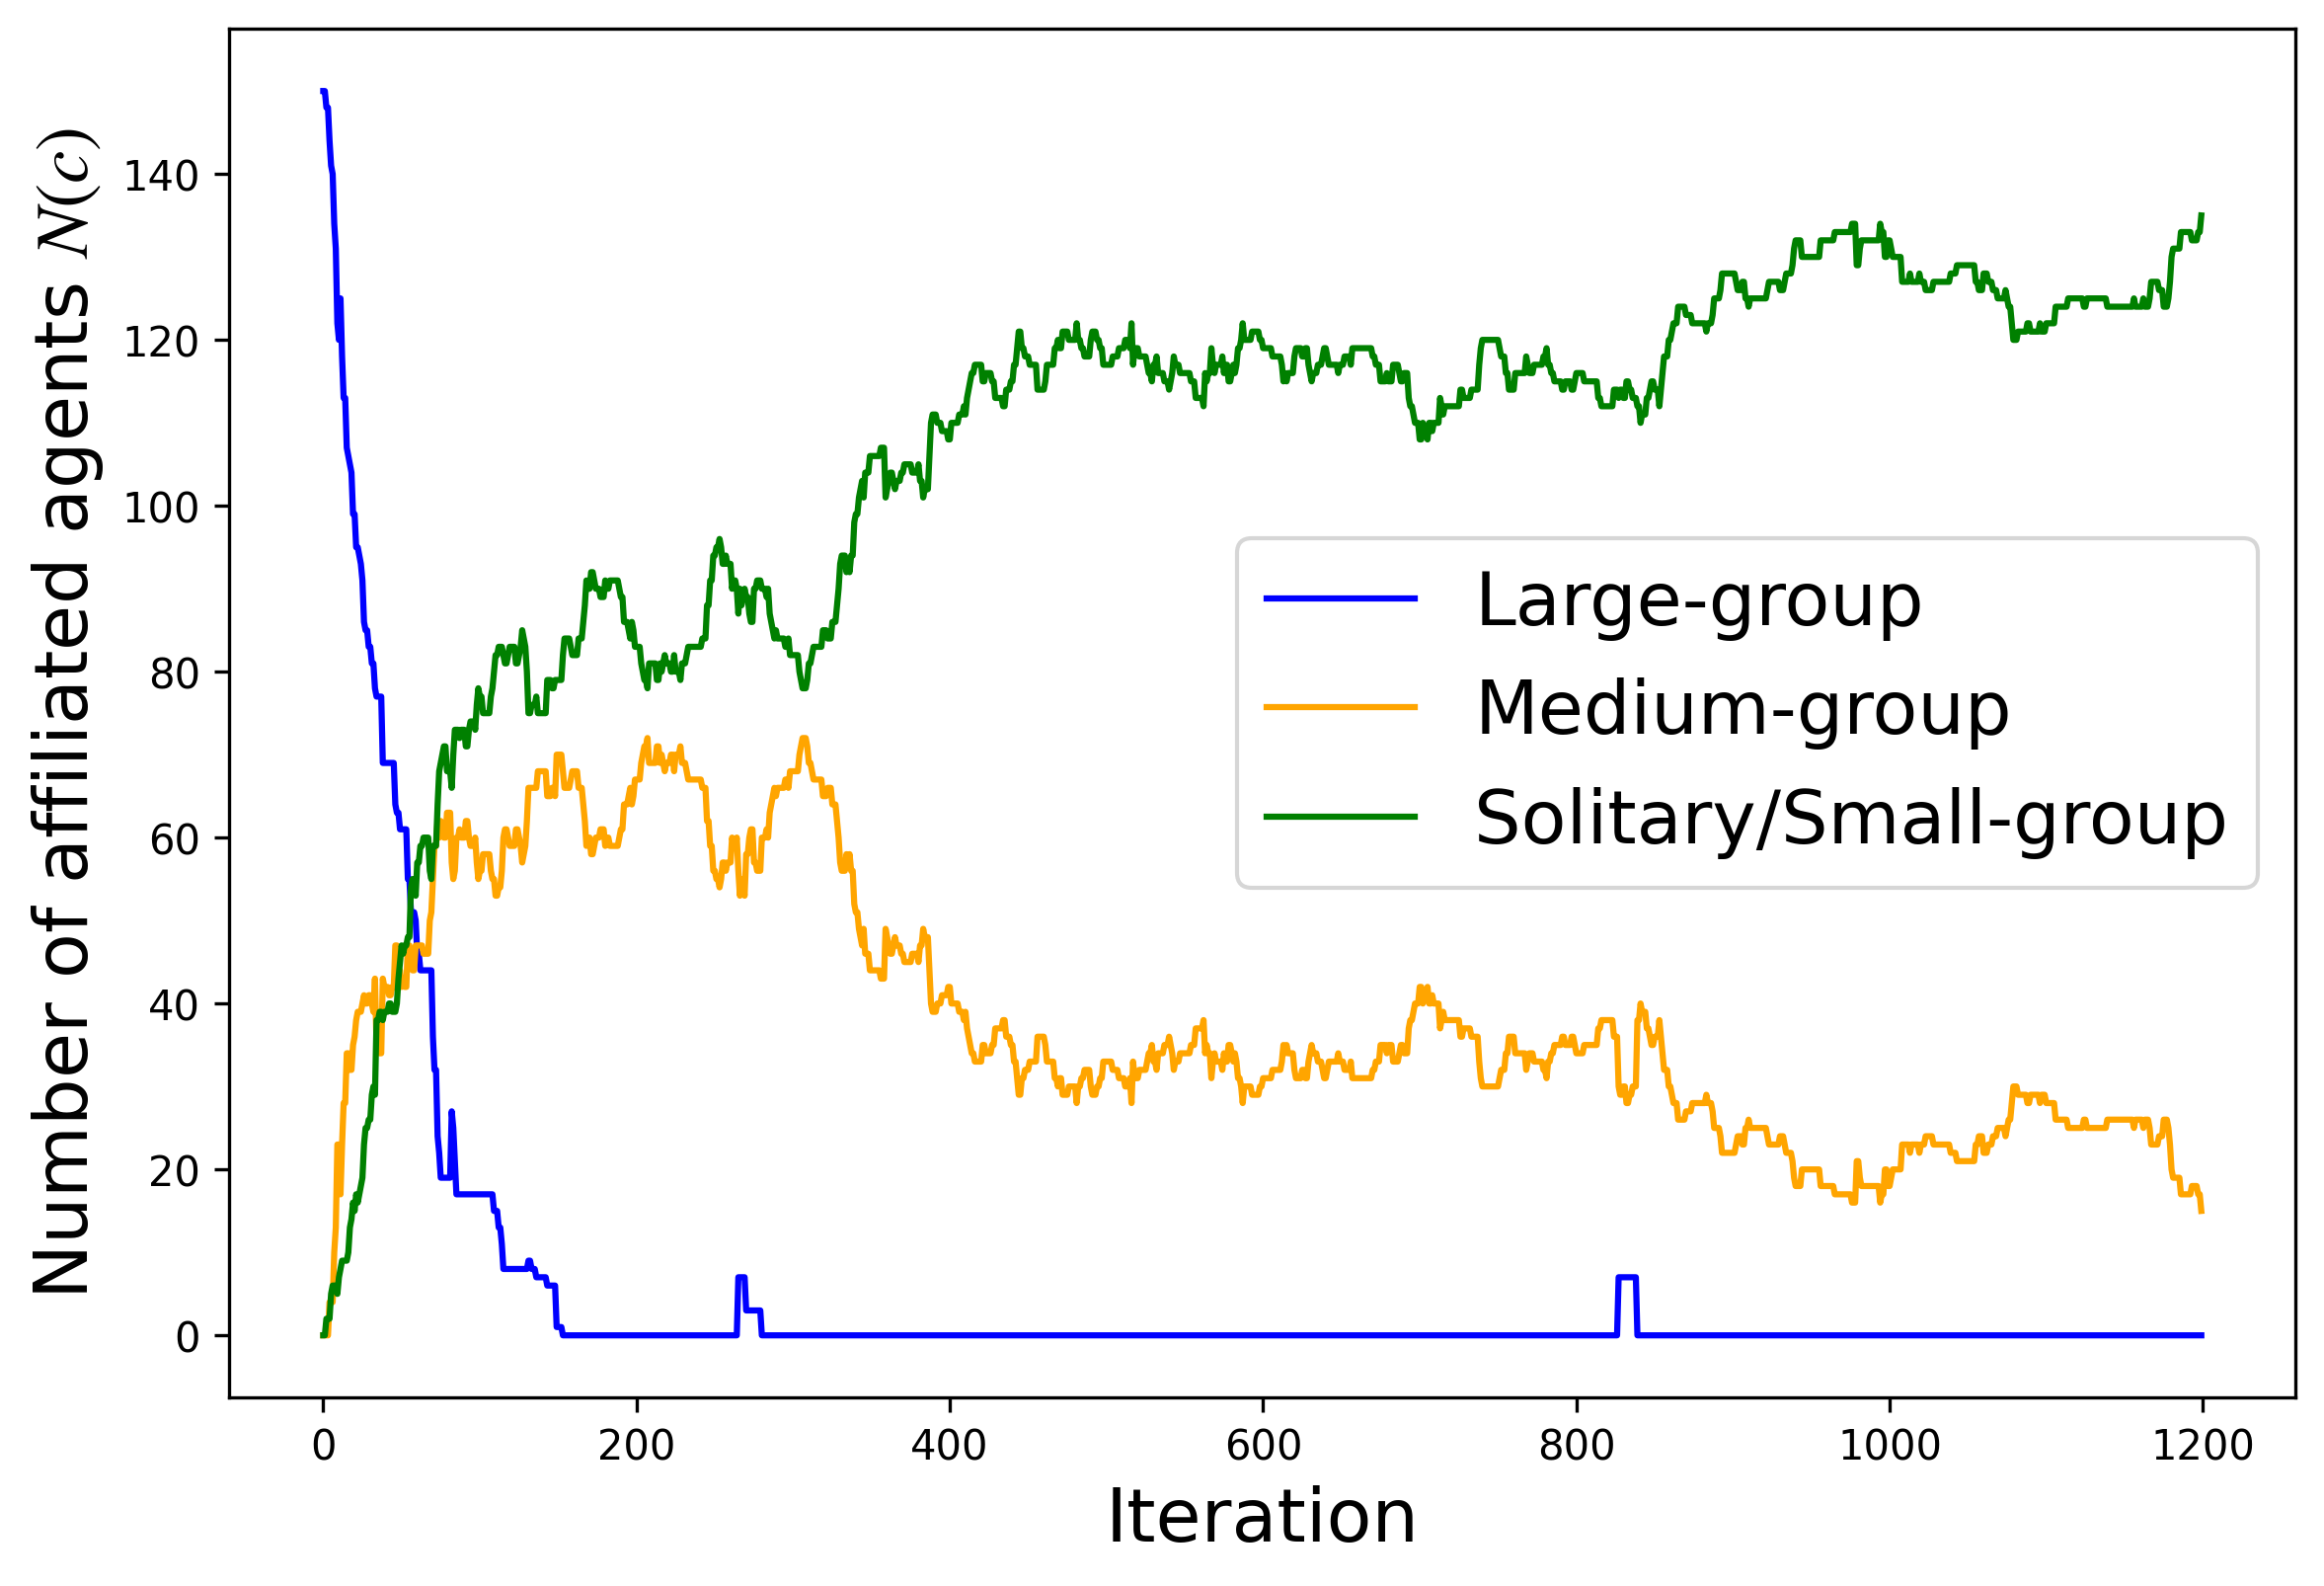 Number of affiliated agents N(c)
140
120
100
80
60
40
20
0
Large-group
Medium-group
Solitary/Small-group
0 200 400 600 800 1000 1200
Iteration